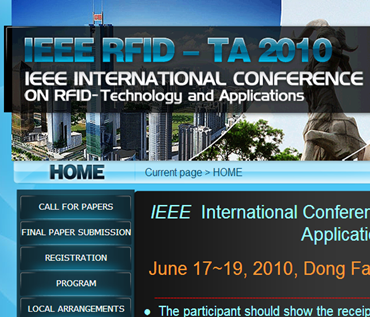 IEEE RFID – TA 2010
IEEE INTERNATIONAL CONFERENCE
ON RFID-Technology and Applications
HOME
Current page > HOME
CALL FOR PAPERS
FINAL PAPER SUBMISSION
REGISTRATION
PROGRAM
LOCAL ARRANGEMENTS
IEEE International Conferen
Applicatio
June 17~19, 2010, Dong Fa
• The participant should show the receip